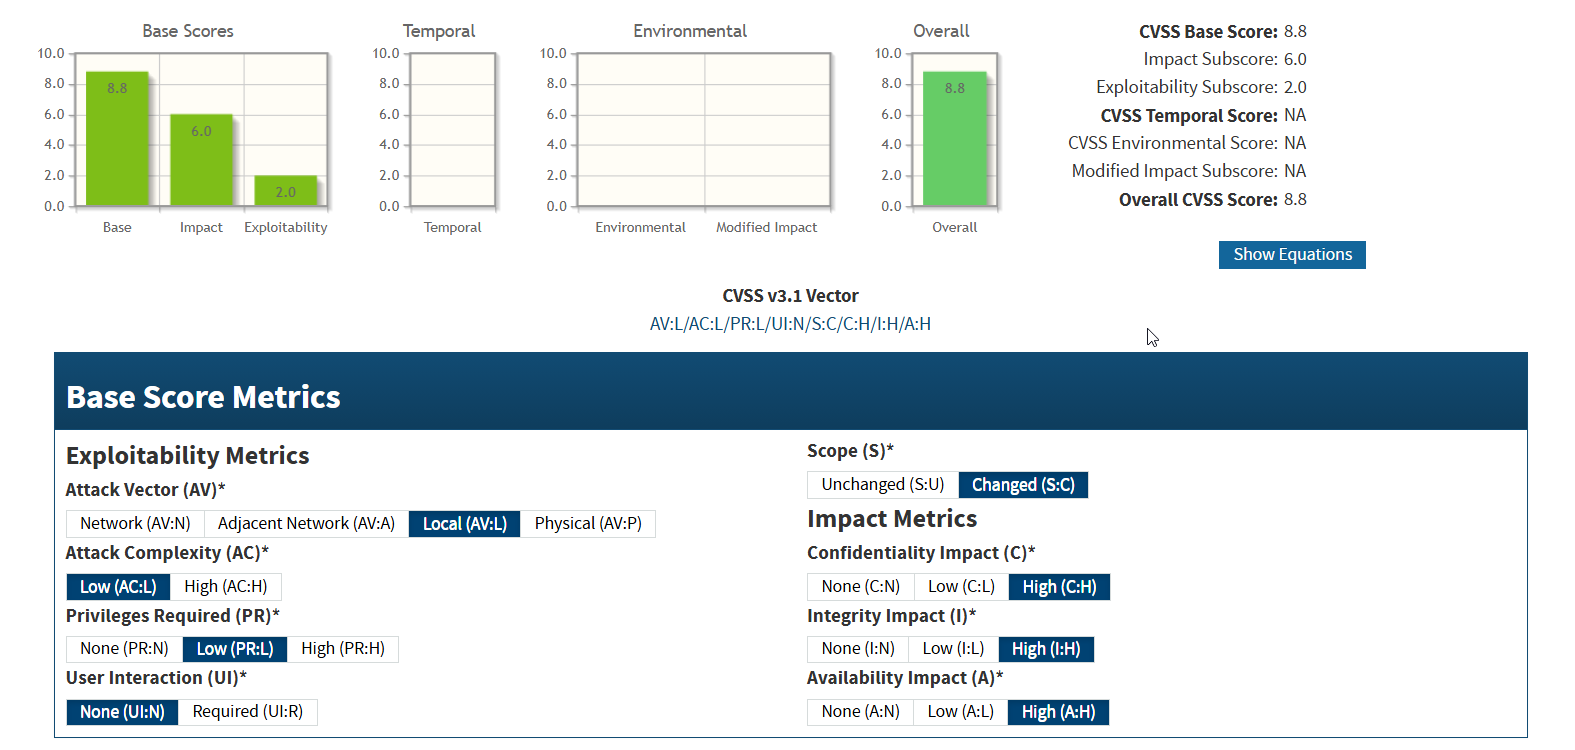 Base Scores
10.0
8.0
6.0
4.0
2.0
0.0
8.8
6.0
2.0
Base Impact Exploitability
Temporal
10.0
8.0
6.0
4.0
2.0
0.0
Temporal
Environmental
10.0
8.0
6.0
4.0
2.0
0.0
Environmental Modified Impact
Overall
10.0
8.0
6.0
4.0
2.0
0.0
8.8
Overall
CVSS Base Score: 8.8
Impact Subscore: 6.0
Exploitability Subscore: 2.0
CVSS Temporal Score: NA
CVSS Environmental Score: NA
Modified Impact Subscore: NA
Overall CVSS Score: 8.8
Show Equations
CVSS v3.1 Vector
AV:L/AC:L/PR:L/UI:N/S:C/C:H/I:H/A:H
Base Score Metrics
Exploitability Metrics
Attack Vector (AV)*
Network (AV:N) Adjacent Network (AV:A) Local (AV:L) Physical (AV:P)
Attack Complexity (AC)*
Low (AC:L) High (AC:H)
Privileges Required (PR)*
None (PR:N) Low (PR:L) High (PR:H)
User Interaction (UI)*
None (UI:N) Required (UI:R)
Scope (S)*
Unchanged (S:U) Changed (S:C)
Impact Metrics
Confidentiality Impact (C)*
None (C:N) Low (C:L) High (C:H)
Integrity Impact (I)*
None (I:N) Low (I:L) High (I:H)
Availability Impact (A)*
None (A:N) Low (A:L) High (A:H)